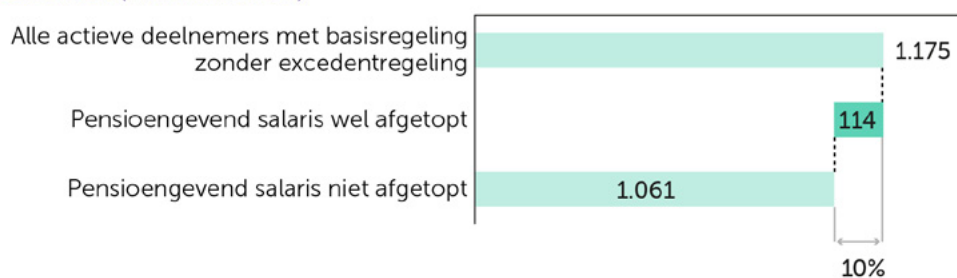 Alle actieve deelnemers met basisregeling
zonder excedentregeling
1.175
Pensioengevend salaris wel afgetopt
114
Pensioengevend salaris niet afgetopt
1.061
10%